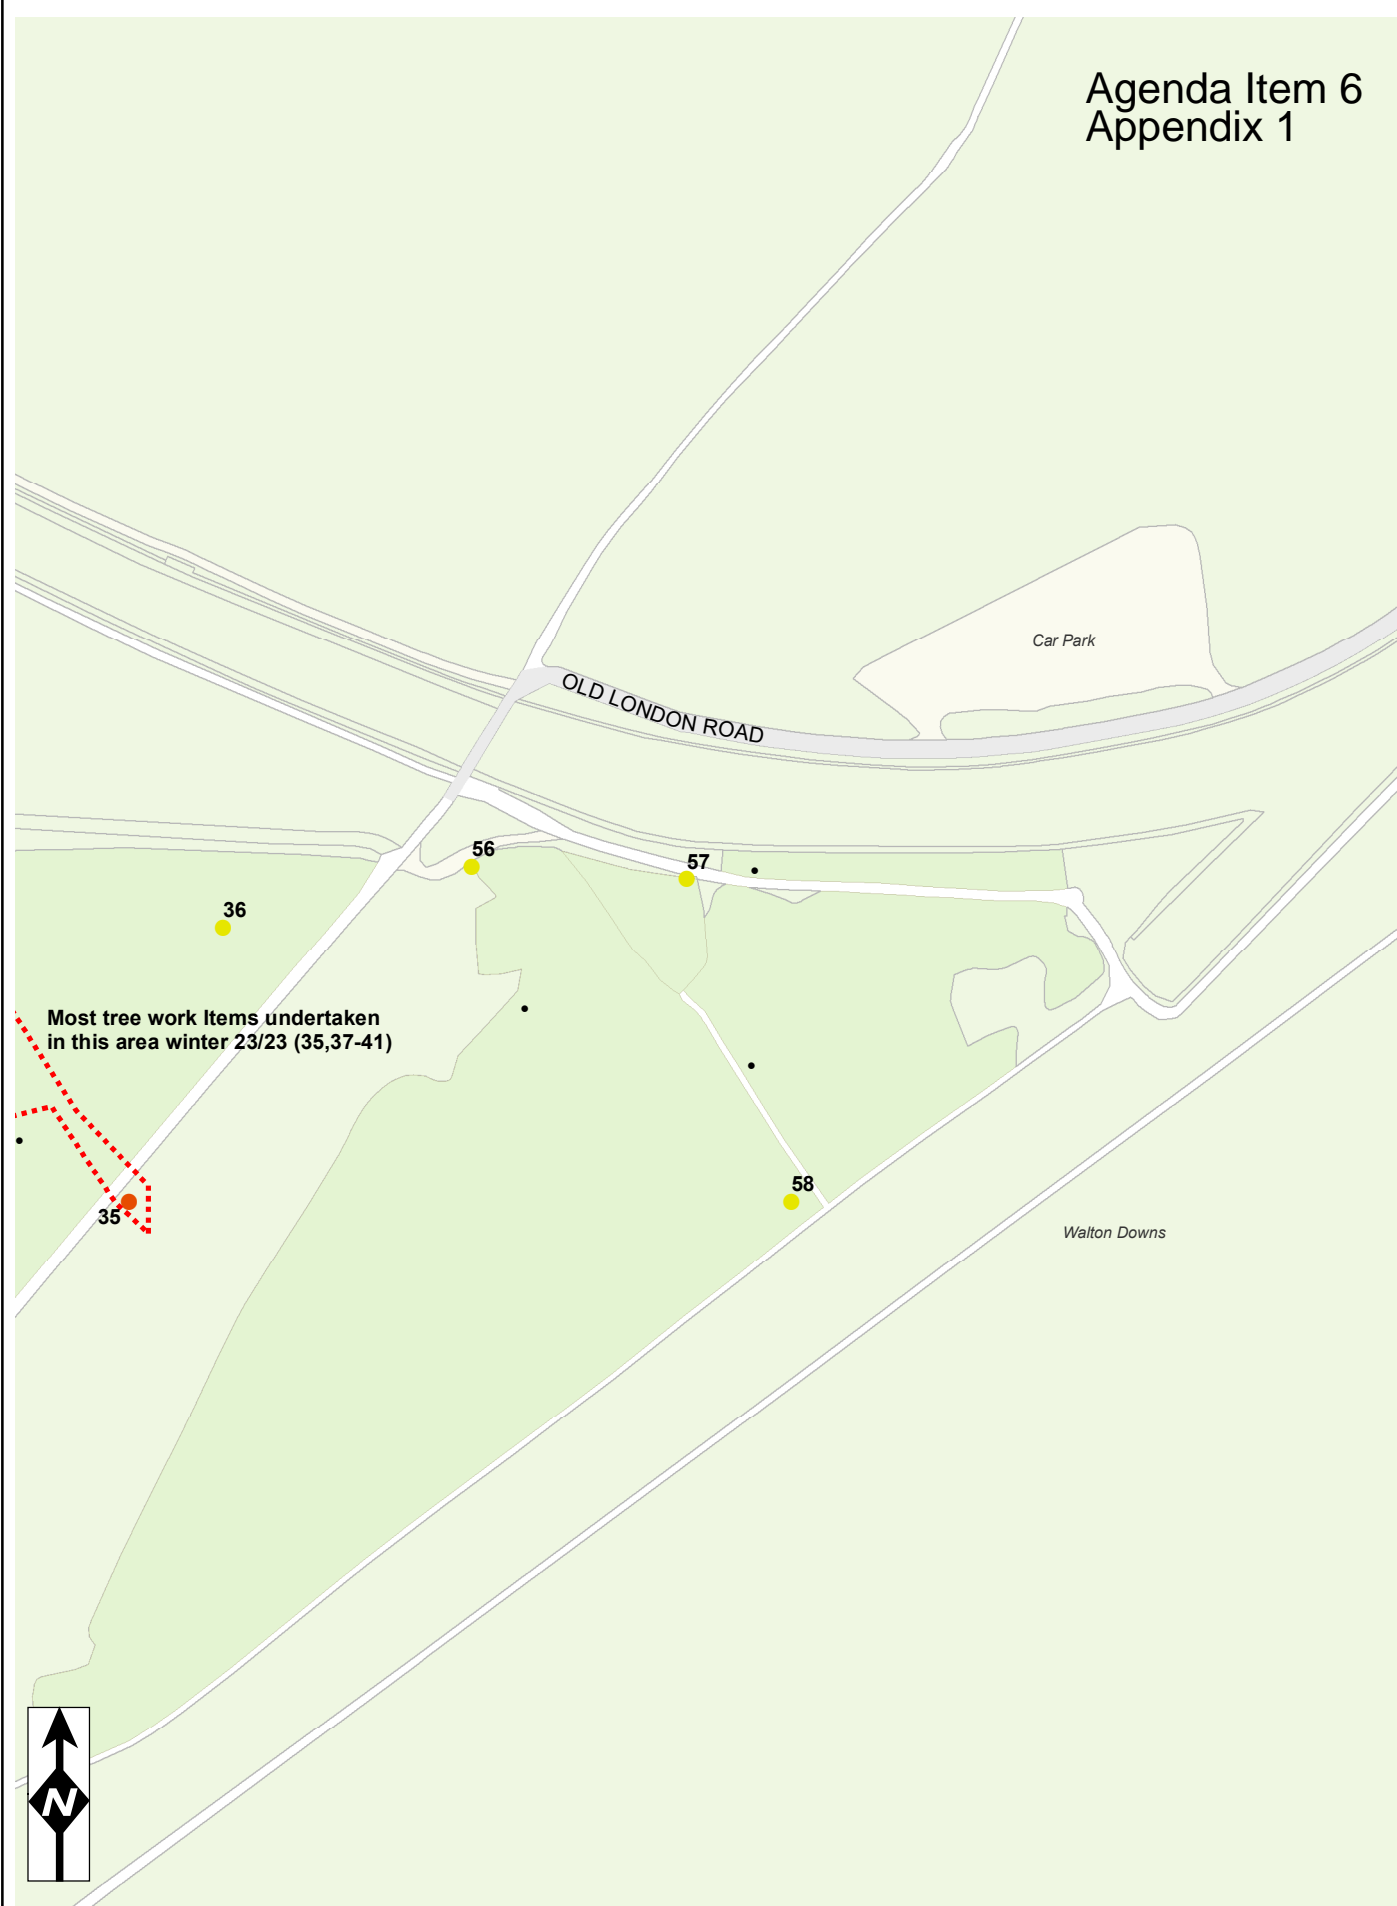 Agenda Item 6
Appendix 1
Car Park
OLD LONDON ROAD
56
57
36
Most tree work Items undertaken
in this area winter 23/23 (35,37-41)
58
35
Walton Downs
N